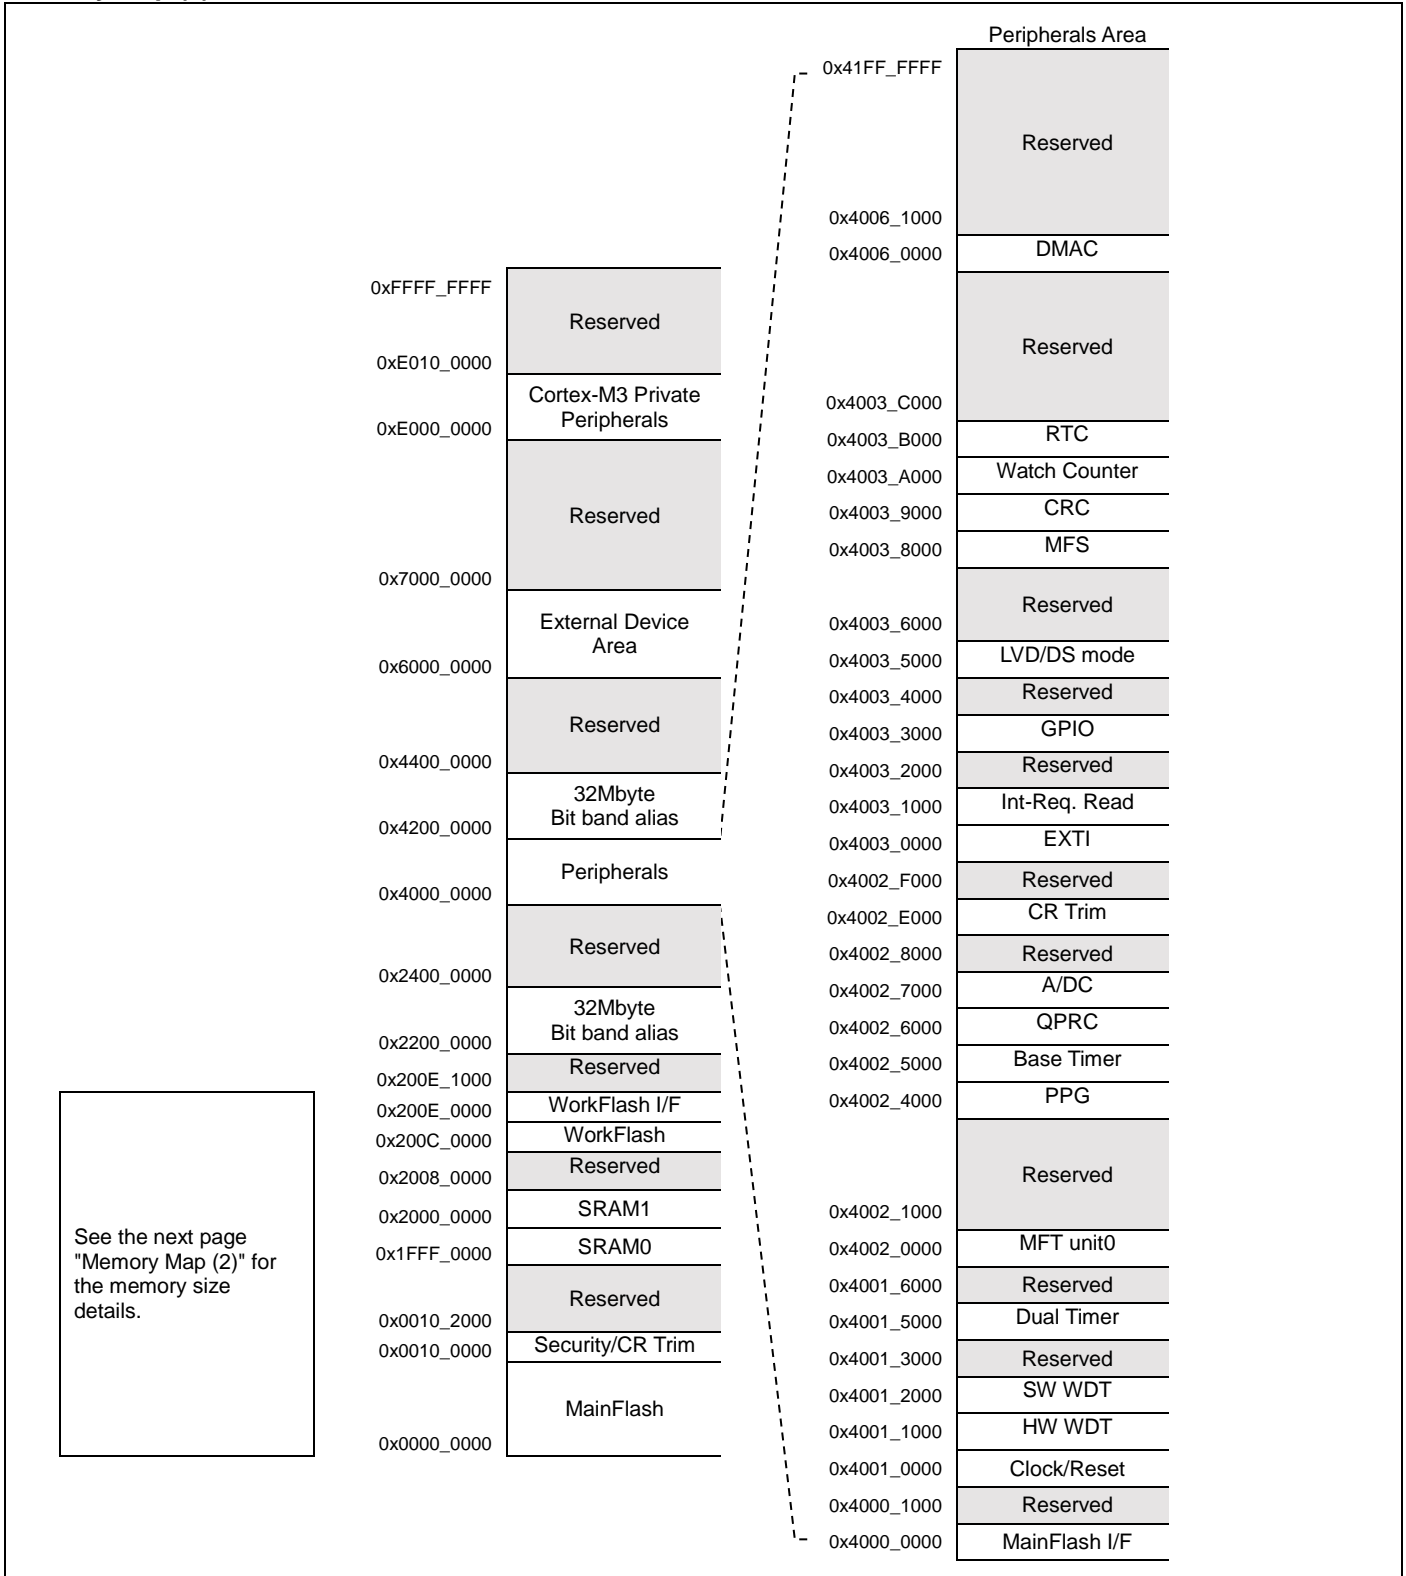 Peripherals Area
0x41FF_FFFF
Reserved
0x4006_1000
0x4006_0000 DMAC
Reserved
0x4003_C000
0x4003_B000 RTC
0x4003_A000 Watch Counter
0x4003_9000 CRC
0x4003_8000 MFS
Reserved
0x4003_6000
0x4003_5000 LVD/DS mode
0x4003_4000 Reserved
0x4003_3000 GPIO
0x4003_2000 Reserved
0x4003_1000 Int-Req. Read
0x4003_0000 EXTI
0x4002_F000 Reserved
0x4002_E000 CR Trim
0x4002_8000 Reserved
0x4002_7000 A/DC
0x4002_6000 QPRC
0x4002_5000 Base Timer
0x4002_4000 PPG
Reserved
0x4002_1000
0x4002_0000 MFT unit0
0x4001_6000 Reserved
0x4001_5000 Dual Timer
0x4001_3000 Reserved
0x4001_2000 SW WDT
0x4001_1000 HW WDT
0x4001_0000 Clock/Reset
0x4000_1000 Reserved
0x4000_0000 MainFlash I/F
0xFFFF_FFFF
Reserved
0xE010_0000
Cortex-M3 Private
Peripherals
0xE000_0000
Reserved
0x7000_0000
External Device
Area
0x6000_0000
Reserved
0x4400_0000
32Mbyte
Bit band alias
0x4200_0000
Peripherals
0x4000_0000
Reserved
0x2400_0000
32Mbyte
Bit band alias
0x2200_0000
0x200E_1000 Reserved
0x200E_0000 WorkFlash I/F
0x200C_0000 WorkFlash
0x2008_0000 Reserved
0x2000_0000 SRAM1
0x1FFF_0000 SRAM0
Reserved
0x0010_2000
0x0010_0000 Security/CR Trim
MainFlash
0x0000_0000
See the next page
"Memory Map (2)" for
the memory size
details.